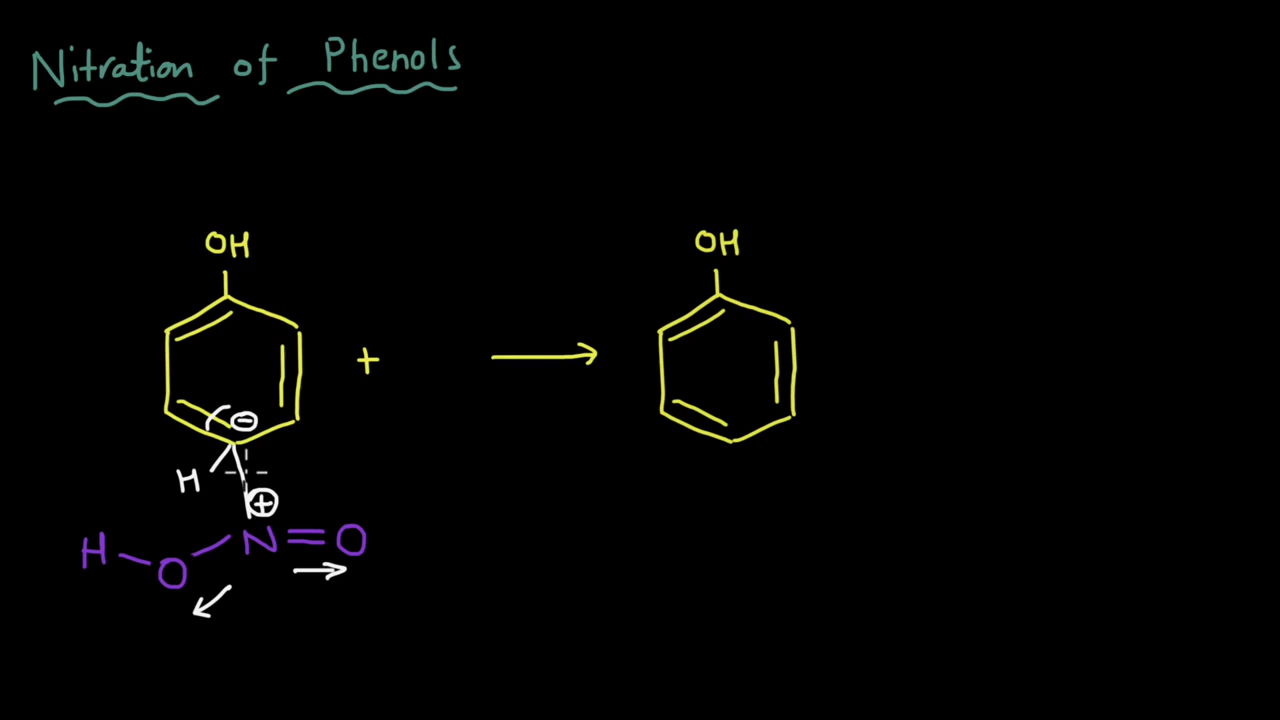 Nitration of Phenols
OH
OH
+
⊖
H
⊕
H O N = O